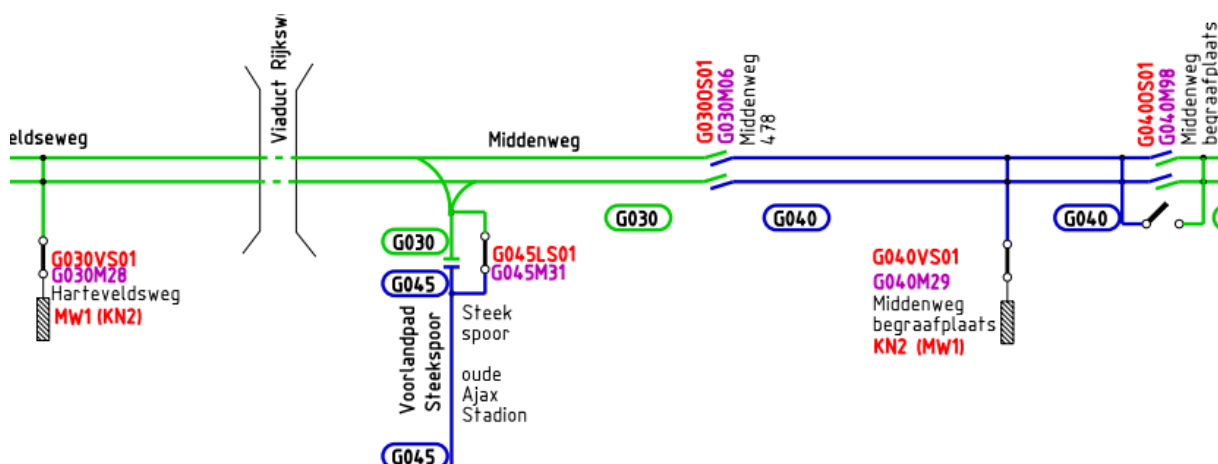 eldseweg
Viaduct Rijksw
Middenweg
G030OS01
G030M06
Middenweg
478
G040OS01
G040M98
Middenweg
begraafplaats
G030
G040
G040
G030
G045LS01
G045M31
G045
G030VS01
G030M28
Harteveldsweg
MW1 (KN2)
G040VS01
G040M29
Middenweg
begraafplaats
KN2 (MW1)
Voorlandpad
Steekspoor
Steek
spoor
oude
Ajax
Stadion
G045